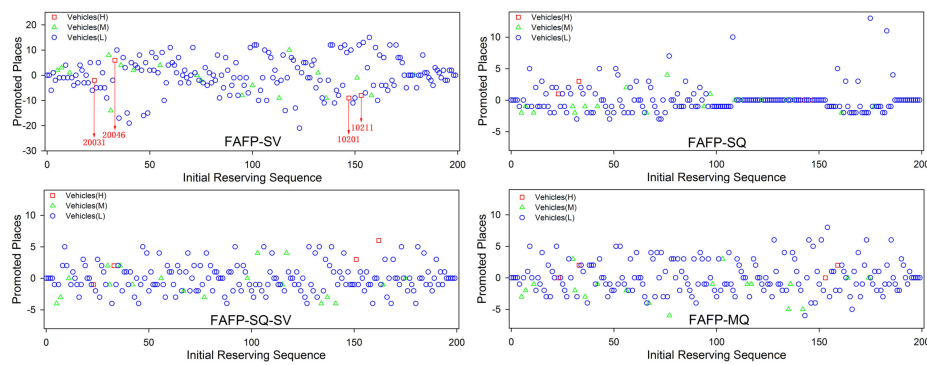 Vehicles(H)
Vehicles(M)
Vehicles(L)
20
10
0
-10
-20
-30
Promoted Places
20031
20046
10201
10211
FAFP-SV
0
50
100
150
200
Initial Reserving Sequence
Vehicles(H)
Vehicles(M)
Vehicles(L)
10
5
0
-5
Promoted Places
FAFP-SQ
0
50
100
150
200
Initial Reserving Sequence
Vehicles(H)
Vehicles(M)
Vehicles(L)
10
5
0
-5
Promoted Places
FAFP-SQ-SV
0
50
100
150
200
Initial Reserving Sequence
Vehicles(H)
Vehicles(M)
Vehicles(L)
10
5
0
-5
Promoted Places
FAFP-MQ
0
50
100
150
200
Initial Reserving Sequence